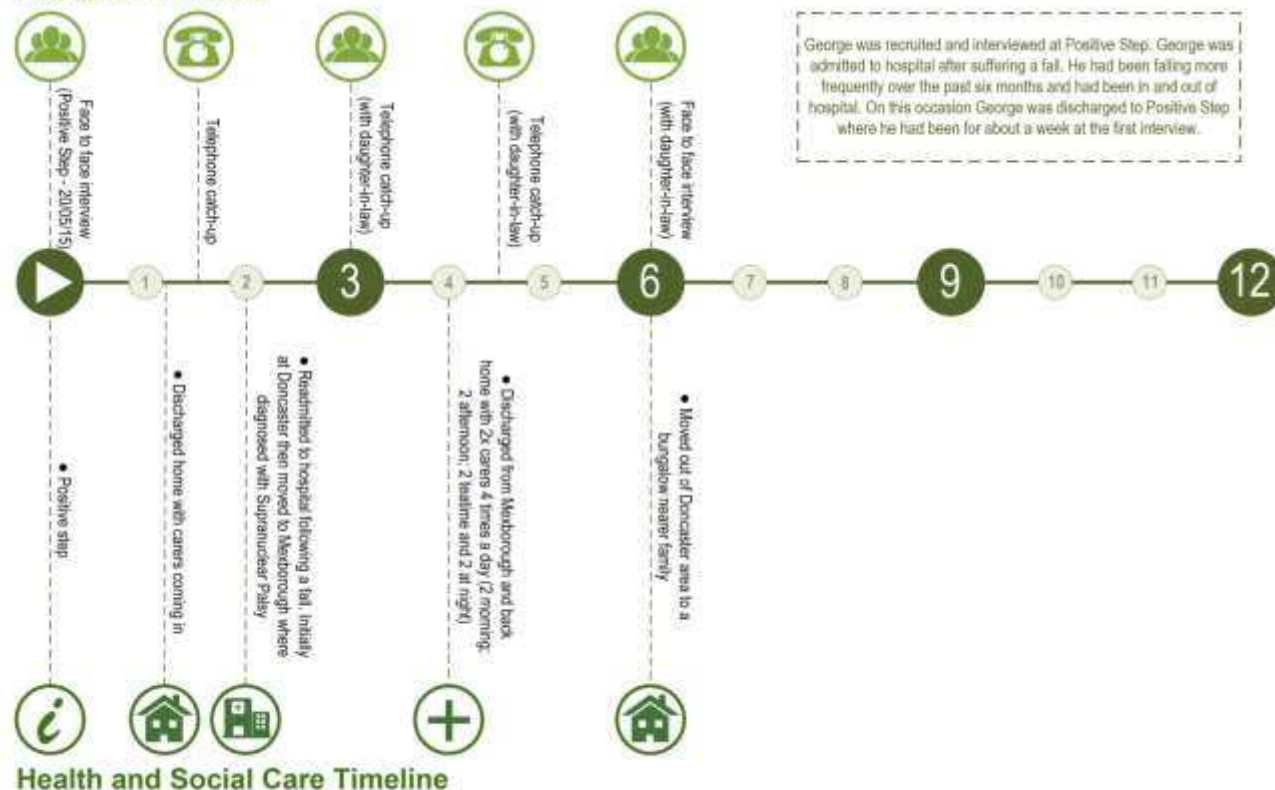 George was recruited and interviewed at Positive Step. George was
admitted to hospital after suffering a fall. He had been falling more
frequently over the past six months and had been in and out of
hospital. On this occasion George was discharged to Positive Step
where he had been for about a week at the first interview.
Face to face interview
(Positive Step - 20/05/15)
Telephone catch-up
Telephone catch-up
(with daughter-in-law)
Telephone catch-up
(with daughter-in-law)
Face to face interview
(with daughter-in-law)
1
2
3
4
5
6
7
8
9
10
11
12
• Positive step
• Discharged home with carers coming in
• Readmitted to hospital following a fall. Initially
at Doncaster then moved to Mexborough where
diagnosed with Supranuclear Palsy
• Discharged from Mexborough and back
home with 2x carers 4 times a day (2 morning;
2 afternoon; 2 teatime and 2 at night)
• Moved out of Doncaster area to a
bungalow nearer family
i
Health and Social Care Timeline